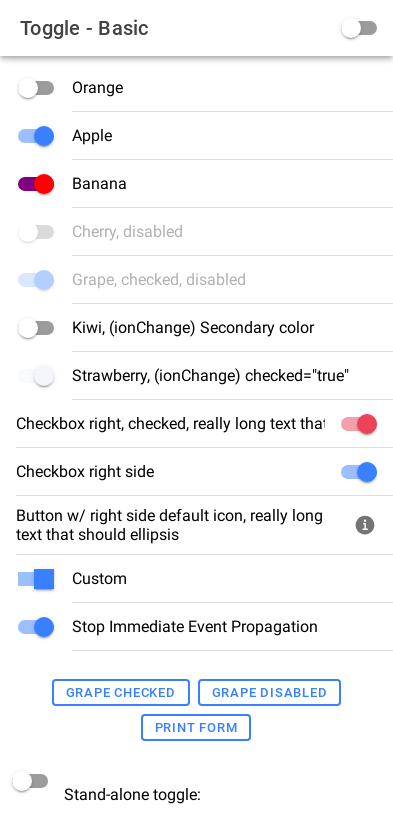 Toggle - Basic
Orange
Apple
Banana
Cherry, disabled
Grape, checked, disabled
Kiwi, (ionChange) Secondary color
Strawberry, (ionChange) checked="true"
Checkbox right, checked, really long text that
Checkbox right side
Button w/ right side default icon, really long
text that should ellipsis
Custom
Stop Immediate Event Propagation
GRAPE CHECKED GRAPE DISABLED
PRINT FORM
Stand-alone toggle: